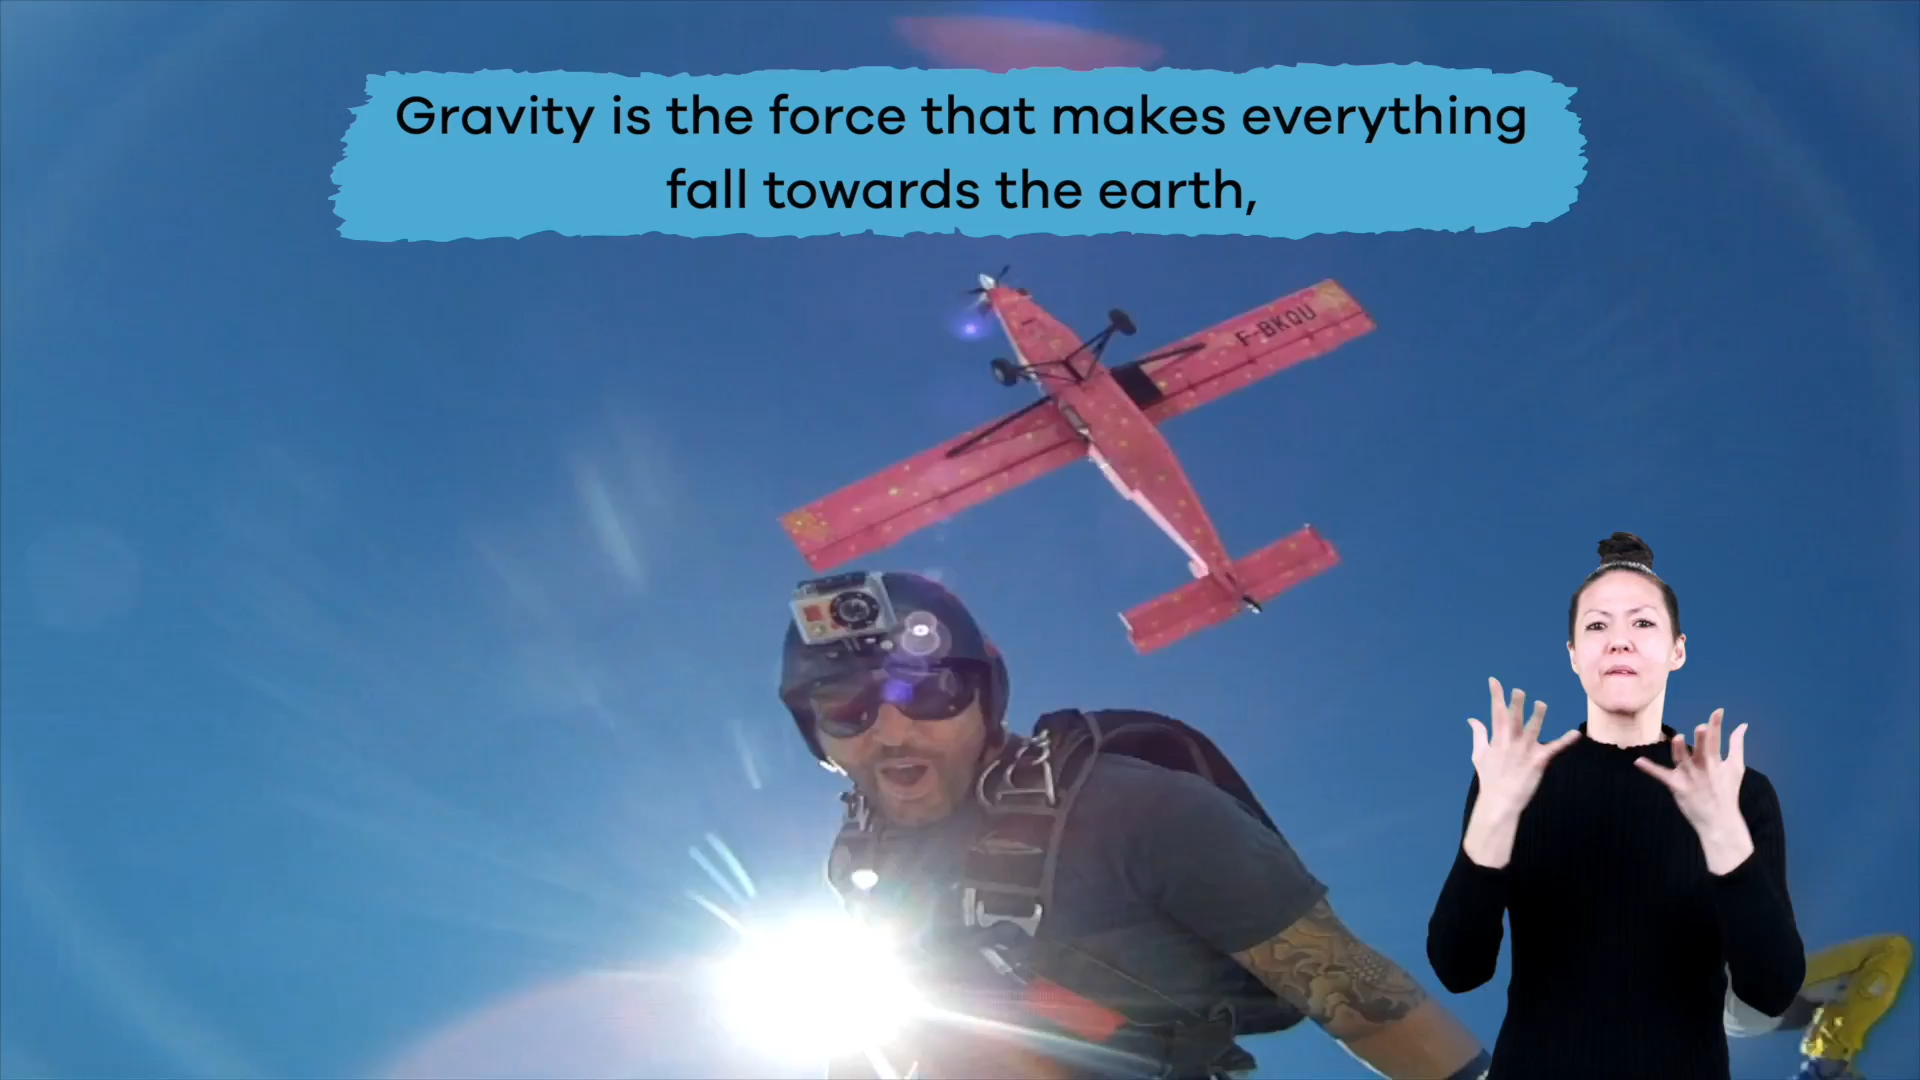 Gravity is the force that makes everything
fall towards the earth,
F-BKQU